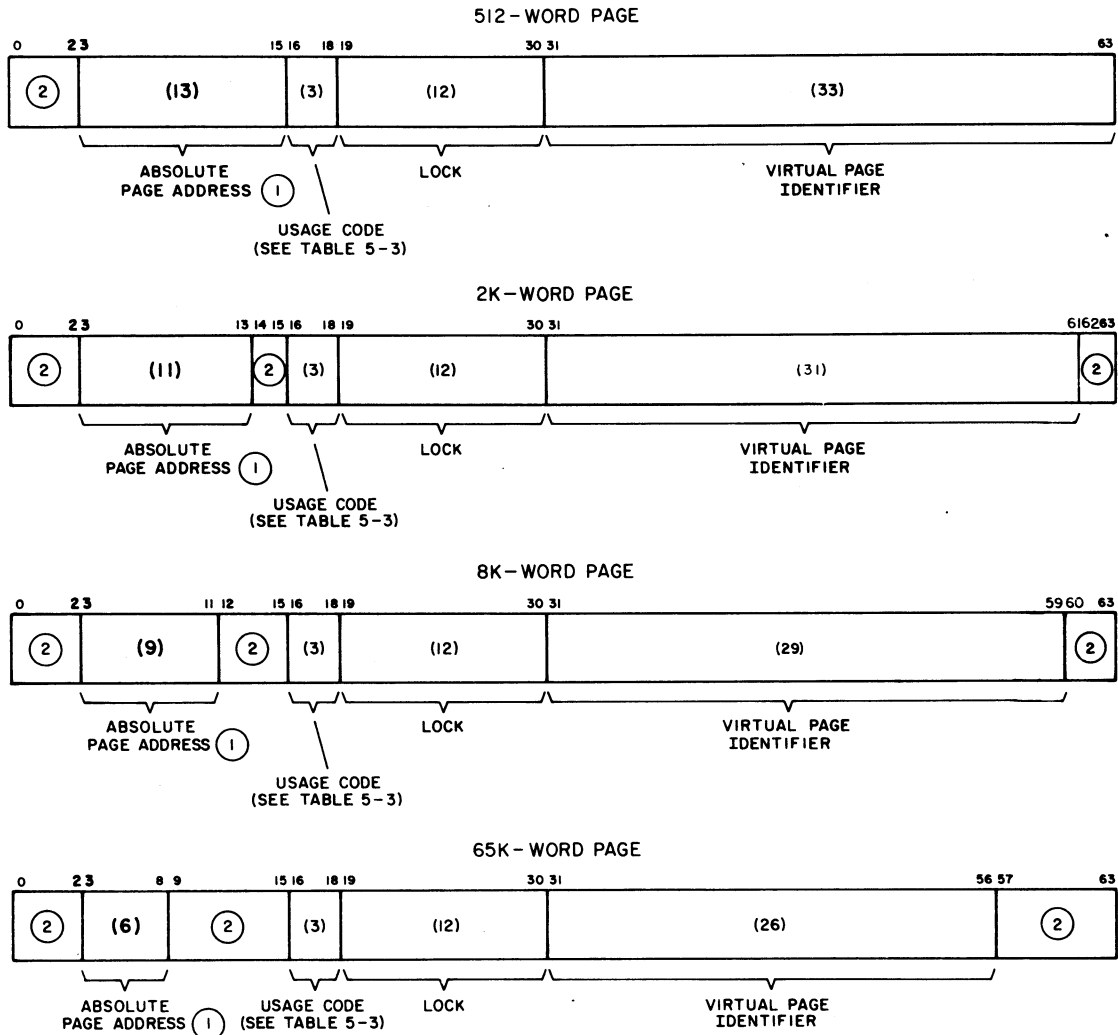 512-WORD PAGE
0 2 3 15 16 18 19 30 31 63
2 (13) (3) (12) (33)
ABSOLUTE PAGE ADDRESS 1
USAGE CODE (SEE TABLE 5-3)
LOCK
VIRTUAL PAGE IDENTIFIER
2K-WORD PAGE
0 2 3 13 14 15 16 18 19 30 31 61 62 63
2 (11) 2 (3) (12) (31) 2
ABSOLUTE PAGE ADDRESS 1
USAGE CODE (SEE TABLE 5-3)
LOCK
VIRTUAL PAGE IDENTIFIER
8K-WORD PAGE
0 2 3 11 12 15 16 18 19 30 31 59 60 63
2 (9) 2 (3) (12) (29) 2
ABSOLUTE PAGE ADDRESS 1
USAGE CODE (SEE TABLE 5-3)
LOCK
VIRTUAL PAGE IDENTIFIER
65K-WORD PAGE
0 2 3 8 9 15 16 18 19 30 31 56 57 63
2 (6) 2 (3) (12) (26) 2
ABSOLUTE PAGE ADDRESS 1
USAGE CODE (SEE TABLE 5-3)
LOCK
VIRTUAL PAGE IDENTIFIER